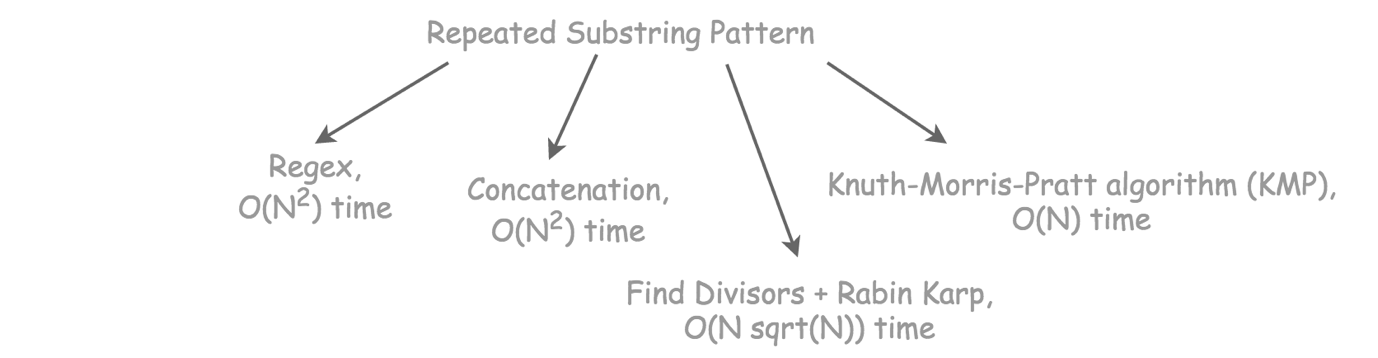 Repeated Substring Pattern
Regex,
O(N²) time
Concatenation,
O(N²) time
Find Divisors + Rabin Karp,
O(N sqrt(N)) time
Knuth-Morris-Pratt algorithm (KMP),
O(N) time